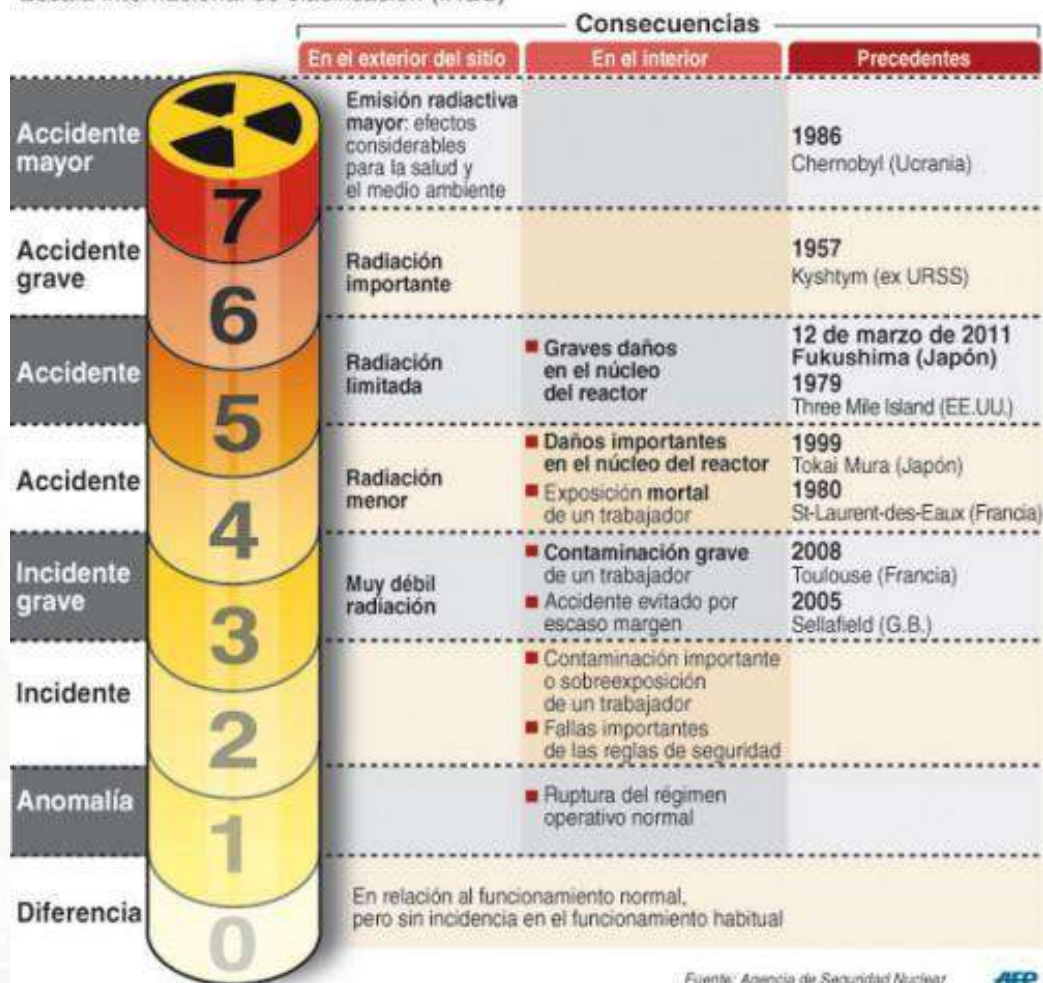 Consecuencias
En el exterior del sitio
En el interior
Precedentes
Accidente
mayor
7
Emisión radiactiva
mayor: efectos
considerables
para la salud y
el medio ambiente
1986
Chernobyl (Ucrania)
Accidente
grave
6
Radiación
importante
1957
Kyshtym (ex URSS)
Accidente
5
Radiación
limitada
■ Graves daños
en el núcleo
del reactor
12 de marzo de 2011
Fukushima (Japón)
1979
Three Mile Island (EE.UU.)
Accidente
4
Radiación
menor
■ Daños importantes
en el núcleo del reactor
■ Exposición mortal
de un trabajador
1999
Tokai Mura (Japón)
1980
St-Laurent-des-Eaux (Francia)
Incidente
grave
3
Muy débil
radiación
■ Contaminación grave
de un trabajador
■ Accidente evitado por
escaso margen
2008
Toulouse (Francia)
2005
Sellafield (G.B.)
Incidente
2
■ Contaminación importante
o sobreexposición
de un trabajador
■ Fallas importantes
de las reglas de seguridad
Anomalía
1
■ Ruptura del régimen
operativo normal
Diferencia
0
En relación al funcionamiento normal,
pero sin incidencia en el funcionamiento habitual
Fuente: Agencia de Seguridad Nuclear
AFP